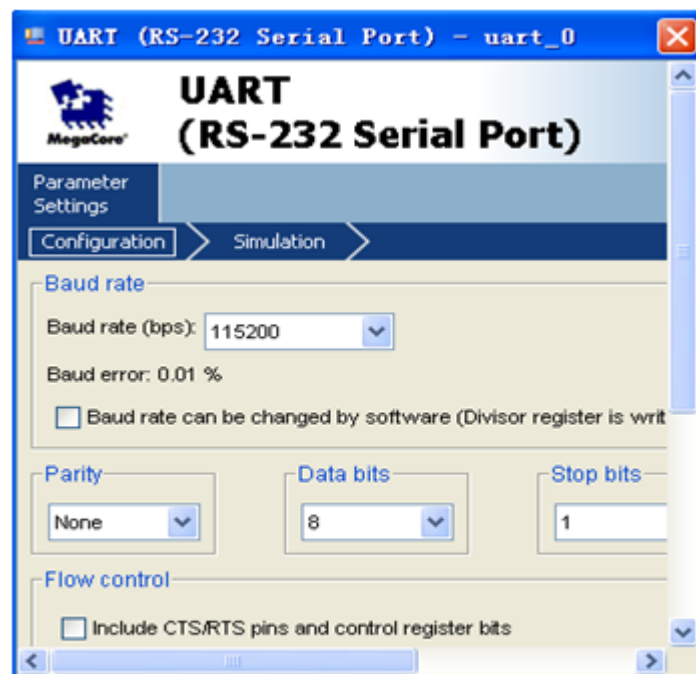 UART (RS-232 Serial Port) - uart_0
MegaCore®
UART
(RS-232 Serial Port)
Parameter
Settings
Configuration
Simulation
Baud rate
Baud rate (bps): 115200
Baud error: 0.01 %
Baud rate can be changed by software (Divisor register is writ
Parity
Data bits
Stop bits
None
8
1
Flow control
Include CTS/RTS pins and control register bits